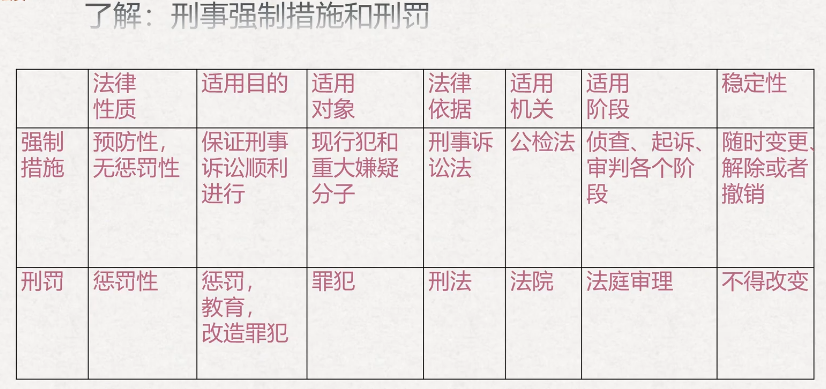 了解：刑事强制措施和刑罚
法律性质 适用目的 适用对象 法律依据 适用机关 适用阶段 稳定性
强制措施 预防性，无惩罚性 保证刑事诉讼顺利进行 现行犯和重大嫌疑分子 刑事诉讼法 公检法 侦查、起诉、审判各个阶段 随时变更、解除或者撤销
刑罚 惩罚性 惩罚，教育，改造罪犯 罪犯 刑法 法院 法庭审理 不得改变